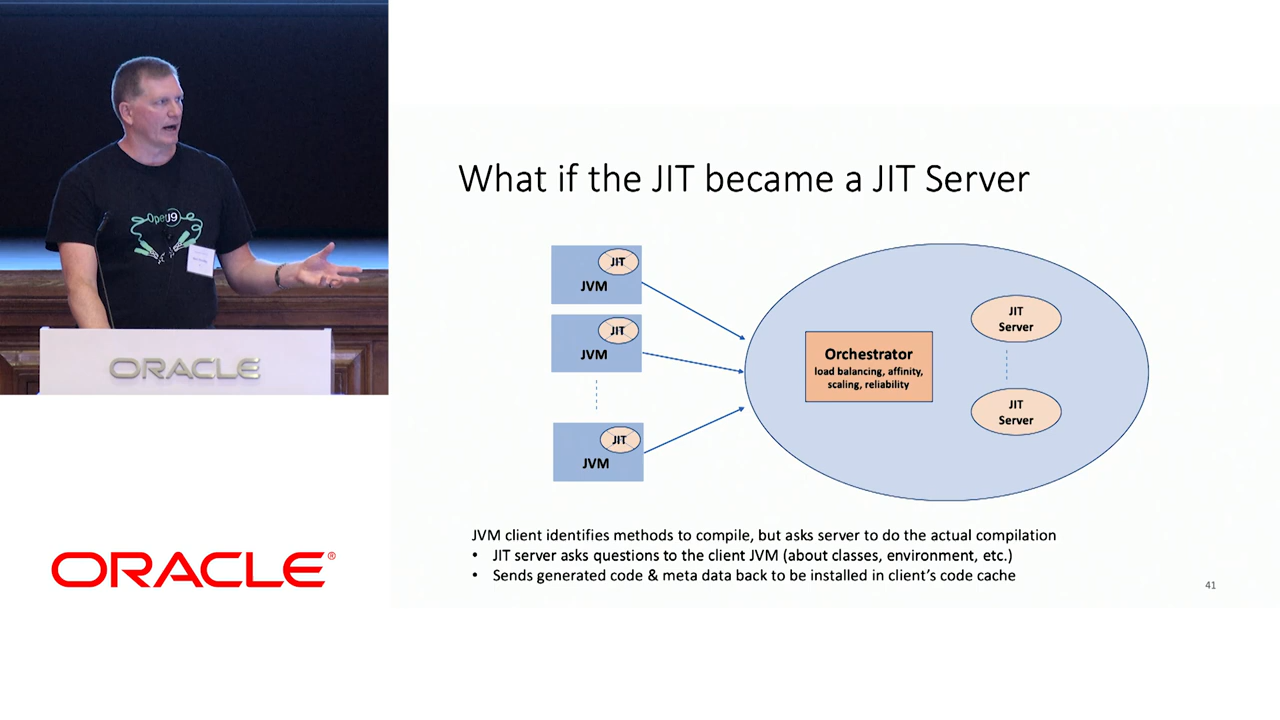 OpenJ9
ORACLE
ORACLE®
What if the JIT became a JIT Server
JIT
JVM
JIT
JVM
JIT
JVM
Orchestrator
load balancing, affinity,
scaling, reliability
JIT
Server
JIT
Server
JVM client identifies methods to compile, but asks server to do the actual compilation
• JIT server asks questions to the client JVM (about classes, environment, etc.)
• Sends generated code & meta data back to be installed in client’s code cache
41